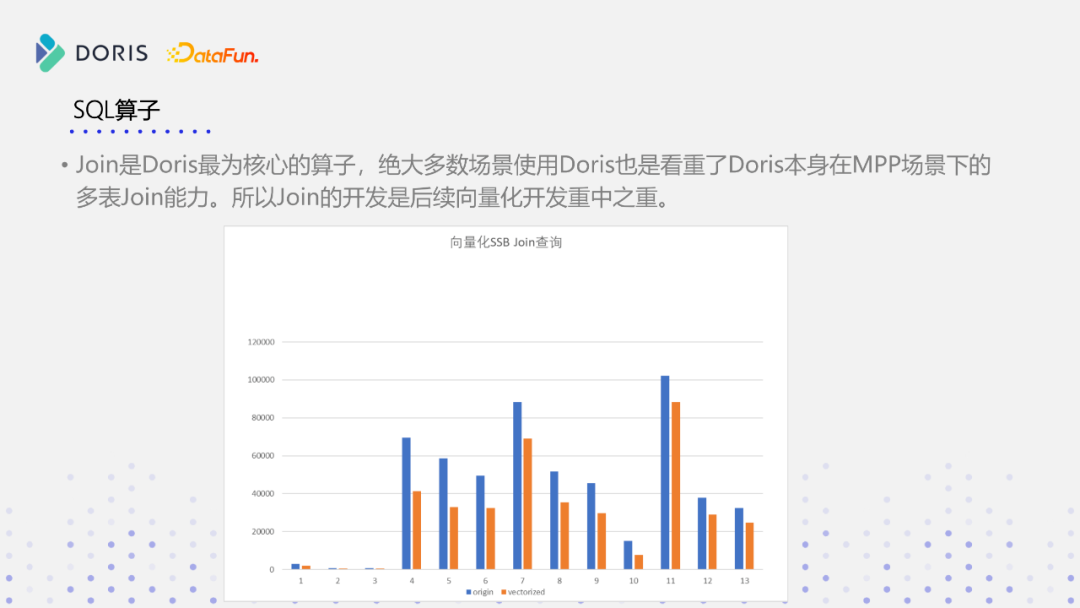 DORIS DataFun.
SQL算子
• Join是Doris最为核心的算子，绝大多数场景使用Doris也是看重了Doris本身在MPP场景下的
多表Join能力。所以Join的开发是后续向量化开发重中之重。
向量化SSB Join查询
120000
100000
80000
60000
40000
20000
0
1 2 3 4 5 6 7 8 9 10 11 12 13
origin vectorized